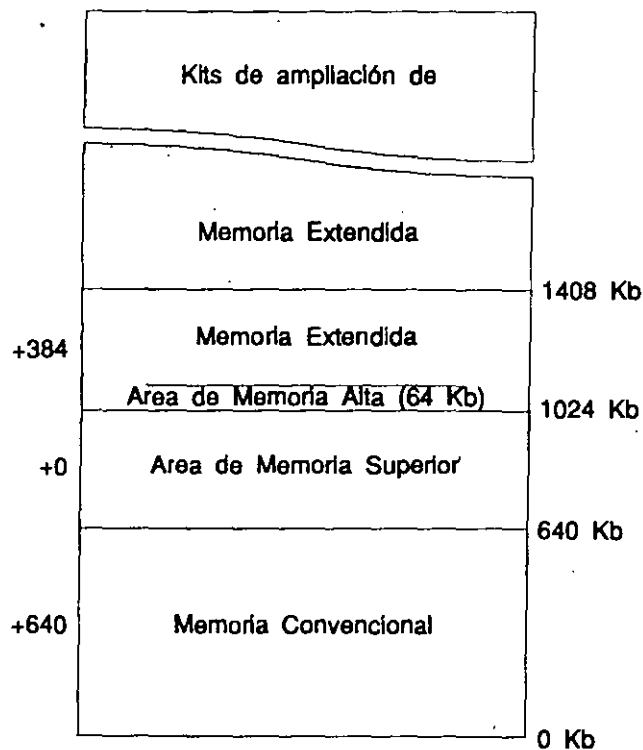 Kits de ampliación de
Memoria Extendida
1408 Kb
Memoria Extendida
+384
Area de Memoria Alta (64 Kb)
1024 Kb
+0
Area de Memoria Superior
640 Kb
+640
Memoria Convencional
0 Kb